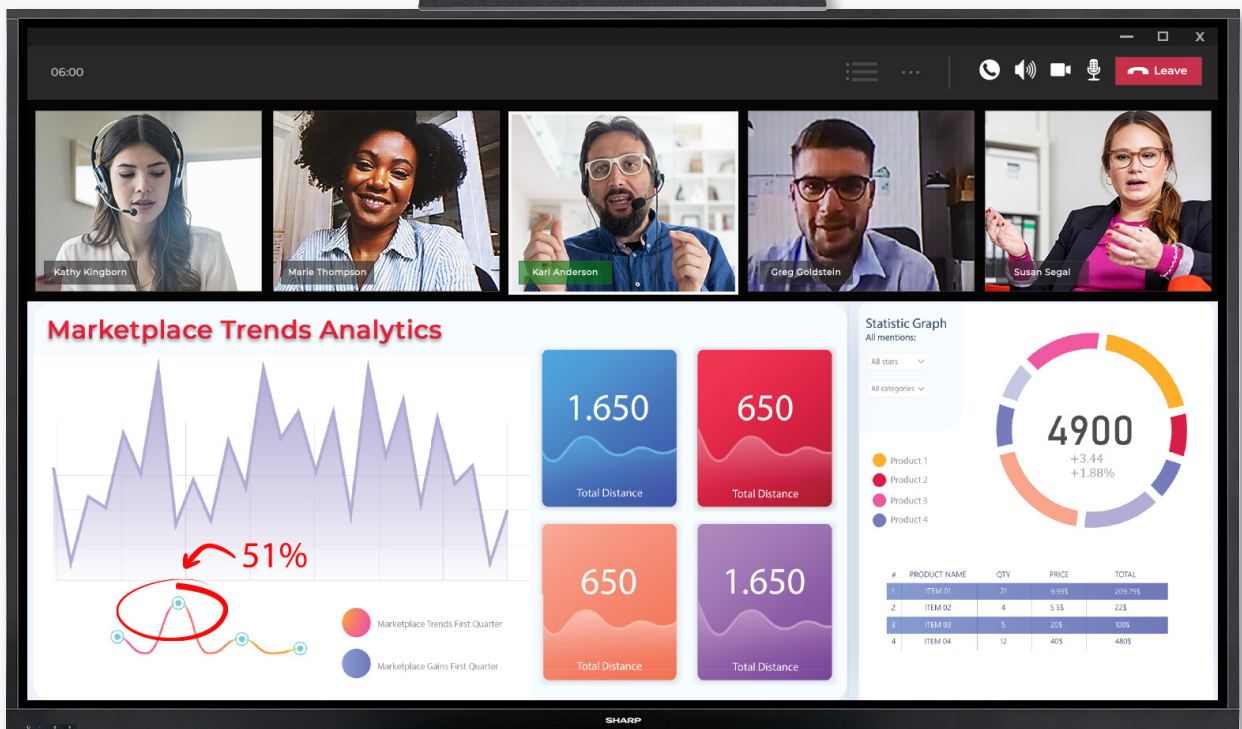 X
06:00
Leave
Kathy Kingborn
Marie Thompson
Karl Anderson
Greg Goldstein
Susan Segal
Marketplace Trends Analytics
51%
Marketplace Trends First Quarter
Marketplace Gains First Quarter
1.650
Total Distance
650
Total Distance
650
Total Distance
1.650
Total Distance
Statistic Graph
All mentions:
All stats
All categories
4900
+3.44
+1.88%
Product 1
Product 2
Product 3
Product 4
# PRODUCT NAME QTY PRICE TOTAL
1 ITEM 01 21 9.99$ 209.79$
2 ITEM 02 4 5.5$ 22$
3 ITEM 03 5 20$ 100$
4 ITEM 04 12 40$ 480$
SHARP